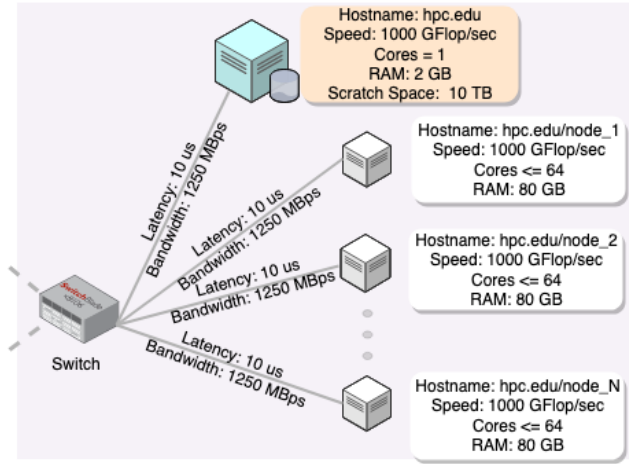 Hostname: hpc.edu
Speed: 1000 GFlop/sec
Cores = 1
RAM: 2 GB
Scratch Space: 10 TB
Latency: 10 us
Bandwidth: 1250 MBps
Hostname: hpc.edu/node_1
Speed: 1000 GFlop/sec
Cores <= 64
RAM: 80 GB
Latency: 10 us
Bandwidth: 1250 MBps
Hostname: hpc.edu/node_2
Speed: 1000 GFlop/sec
Cores <= 64
RAM: 80 GB
Latency: 10 us
Bandwidth: 1250 MBps
Switch
Latency: 10 us
Bandwidth: 1250 MBps
Hostname: hpc.edu/node_N
Speed: 1000 GFlop/sec
Cores <= 64
RAM: 80 GB